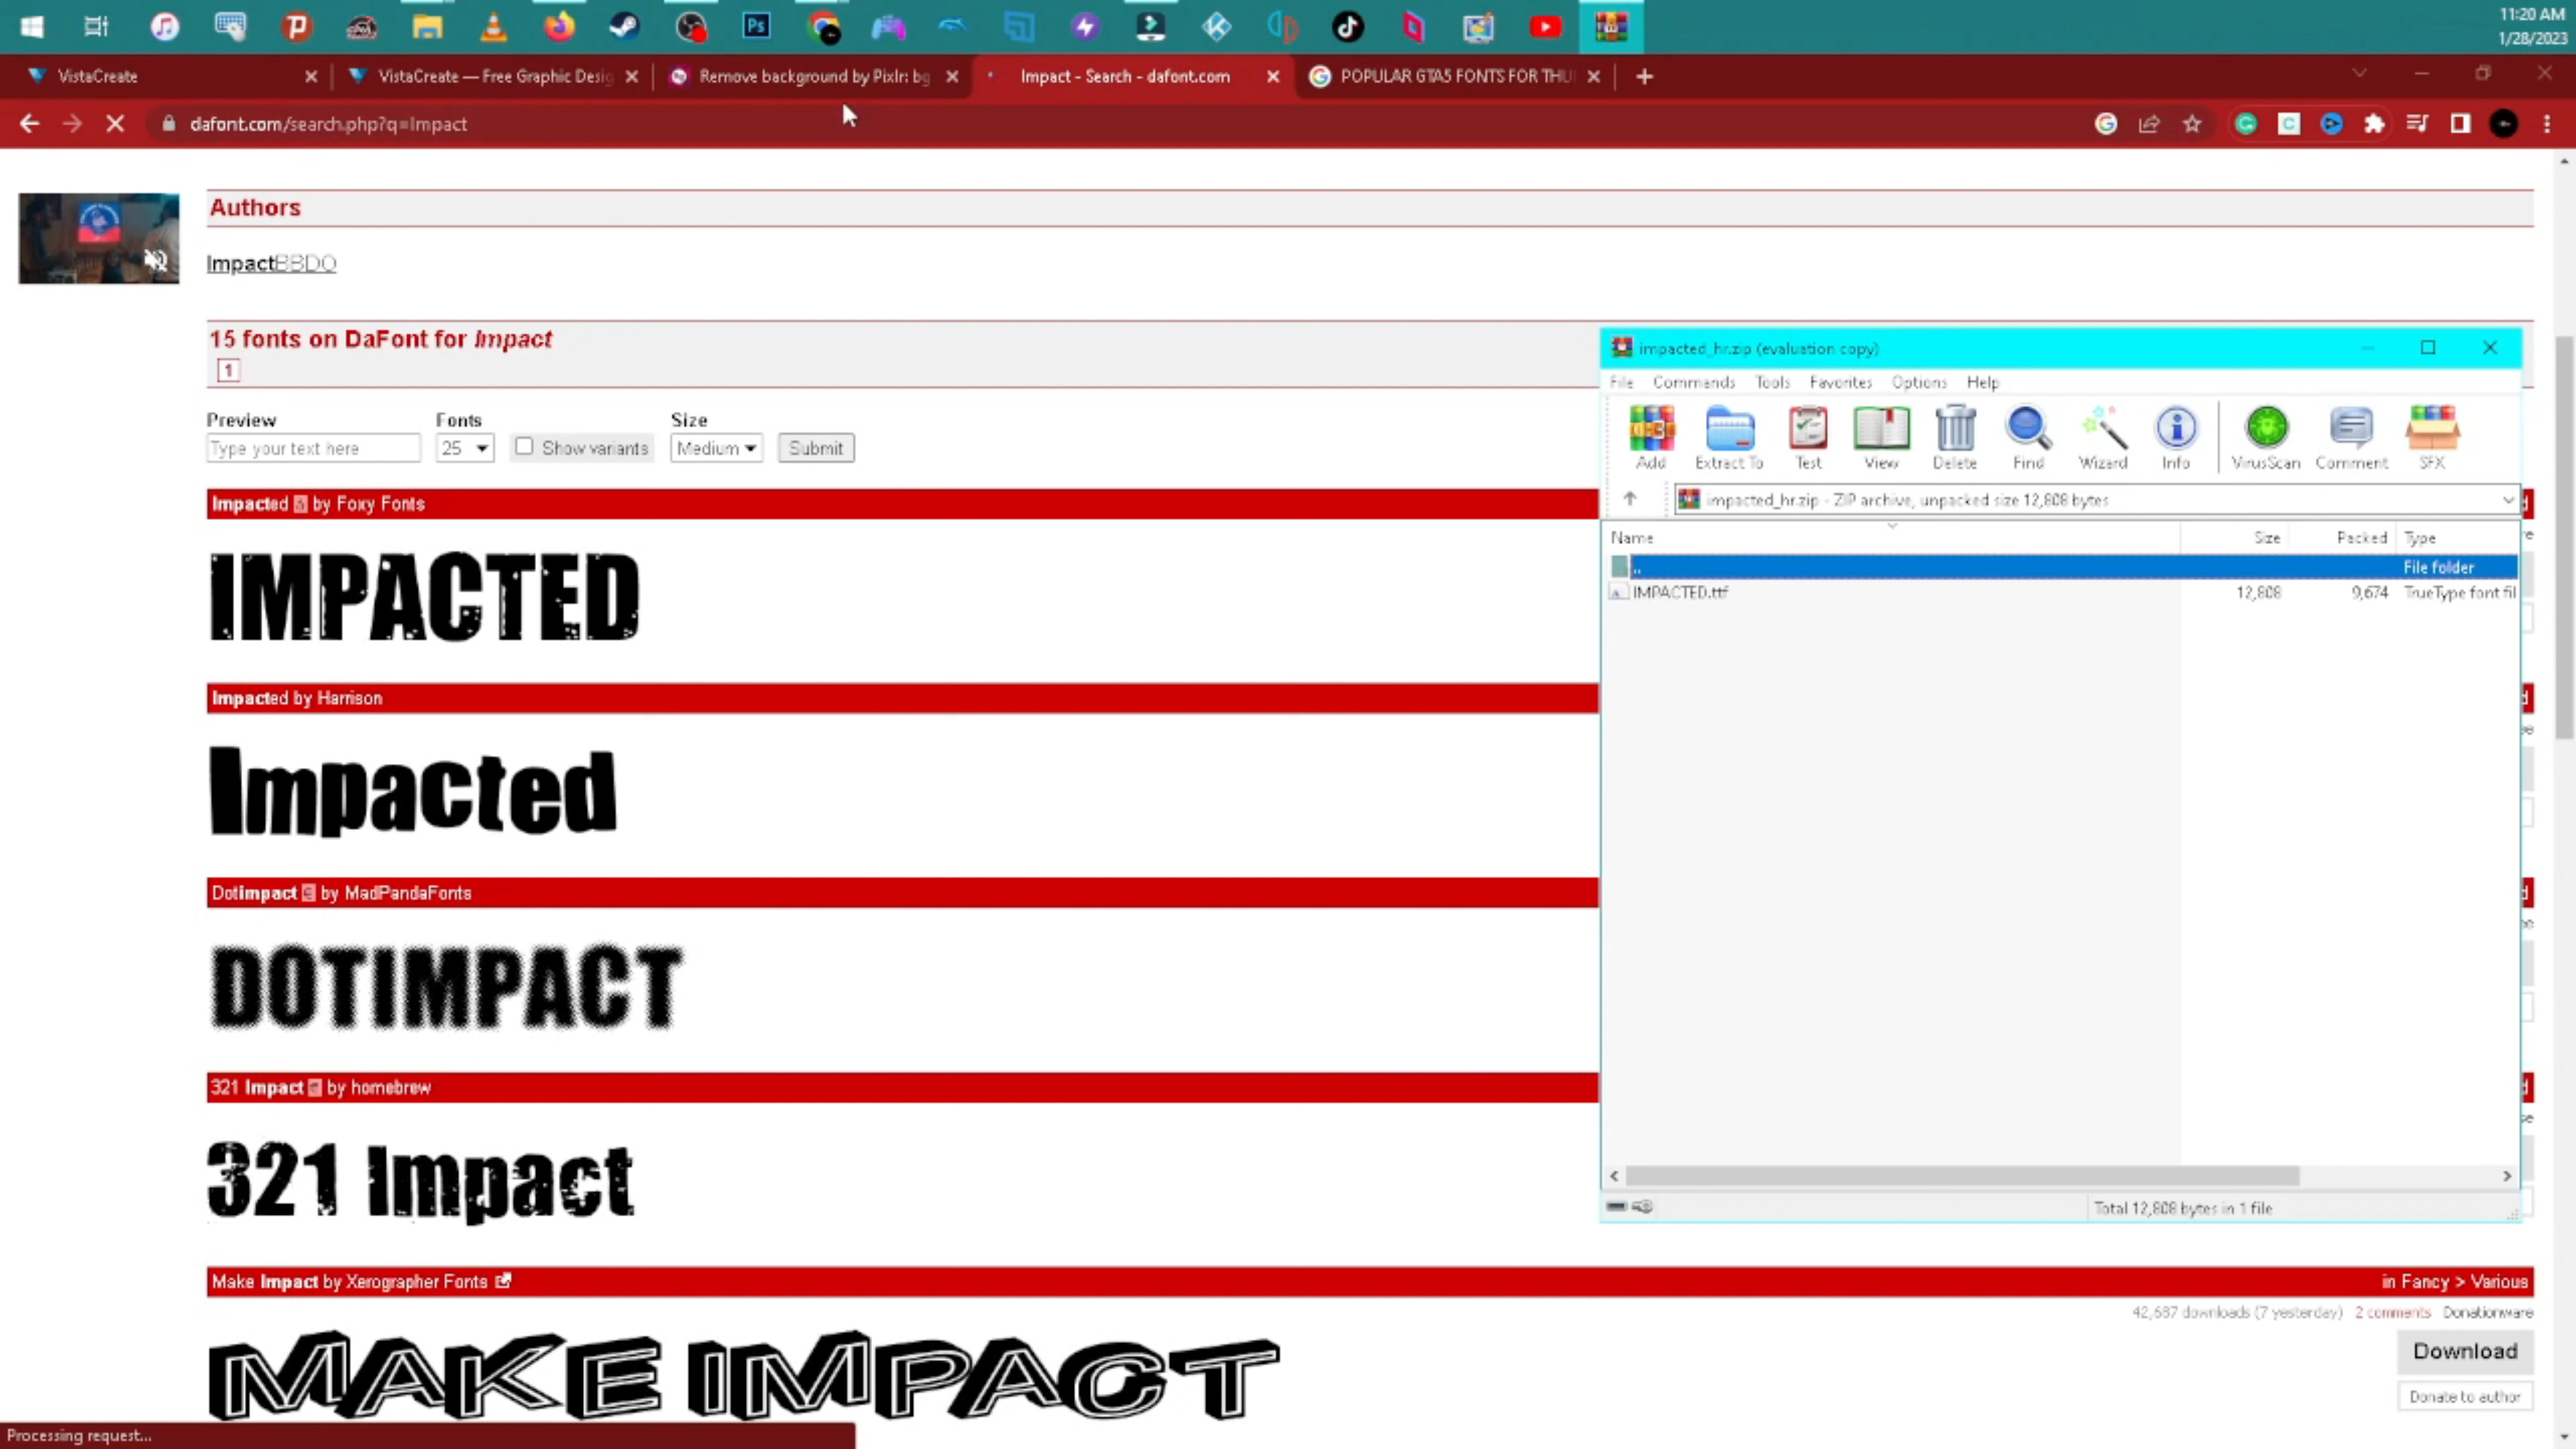 11:20 AM
1/28/2023
VistaCreate
VistaCreate — Free Graphic Desig
Remove background by Pixlr: bg
Impact - Search - dafont.com
POPULAR GTA5 FONTS FOR THU
dafont.com/search.php?q=Impact
Authors
ImpactBBDO
15 fonts on DaFont for Impact
1
Preview
Fonts
Size
Type your text here
25
Show variants
Medium
Submit
Impacted by Foxy Fonts
IMPACTED
Impacted by Harrison
Impacted
Dotimpact by MadPandaFonts
DOTIMPACT
321 Impact by homebrew
321 Impact
Make Impact by Xerographer Fonts
in Fancy > Various
42,687 downloads (7 yesterday) 2 comments Donationware
MAKE IMPACT
Download
Donate to author
Processing request...
impacted_hr.zip (evaluation copy)
File Commands Tools Favorites Options Help
Add Extract To Test View Delete Find Wizard Info VirusScan Comment SFX
impacted_hr.zip - ZIP archive, unpacked size 12,808 bytes
Name Size Packed Type
.. File folder
IMPACTED.ttf 12,808 9,674 TrueType font fil
Total 12,808 bytes in 1 file